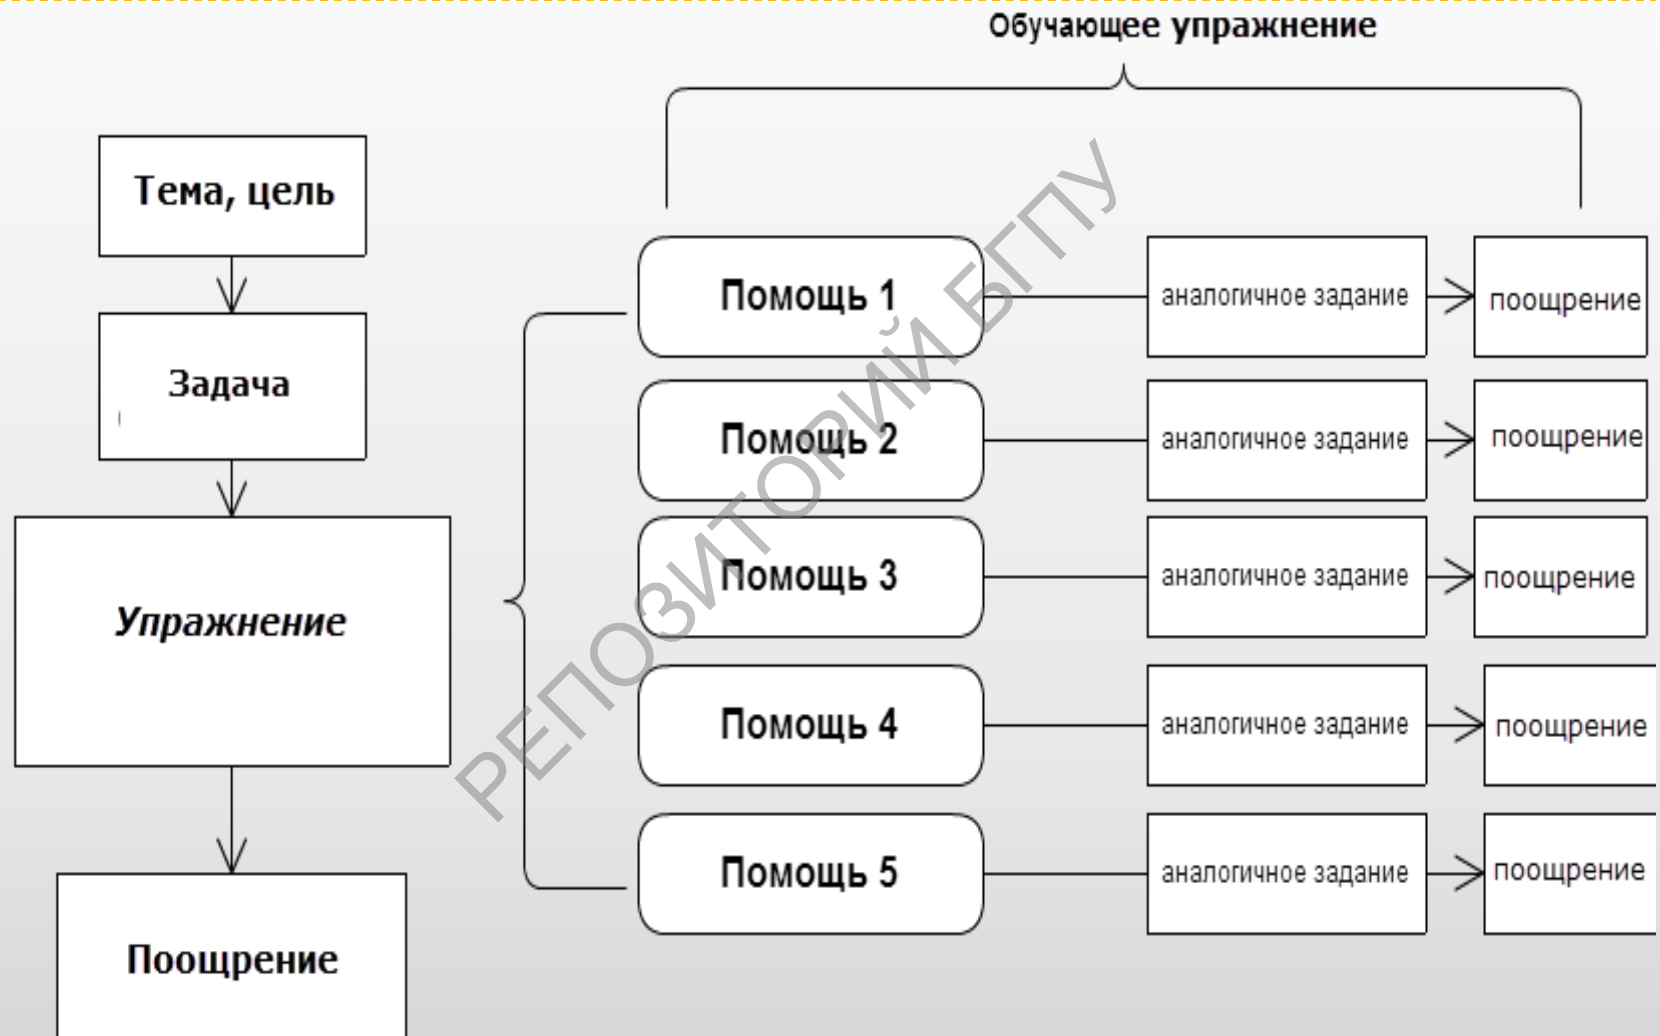 Обучающее упражнение
Тема, цель
Задача
Упражнение
Поощрение
Помощь 1
аналогичное задание
поощрение
Помощь 2
аналогичное задание
поощрение
Помощь 3
аналогичное задание
поощрение
Помощь 4
аналогичное задание
поощрение
Помощь 5
аналогичное задание
поощрение
РЕПОЗИТОРИЙ БГПУ